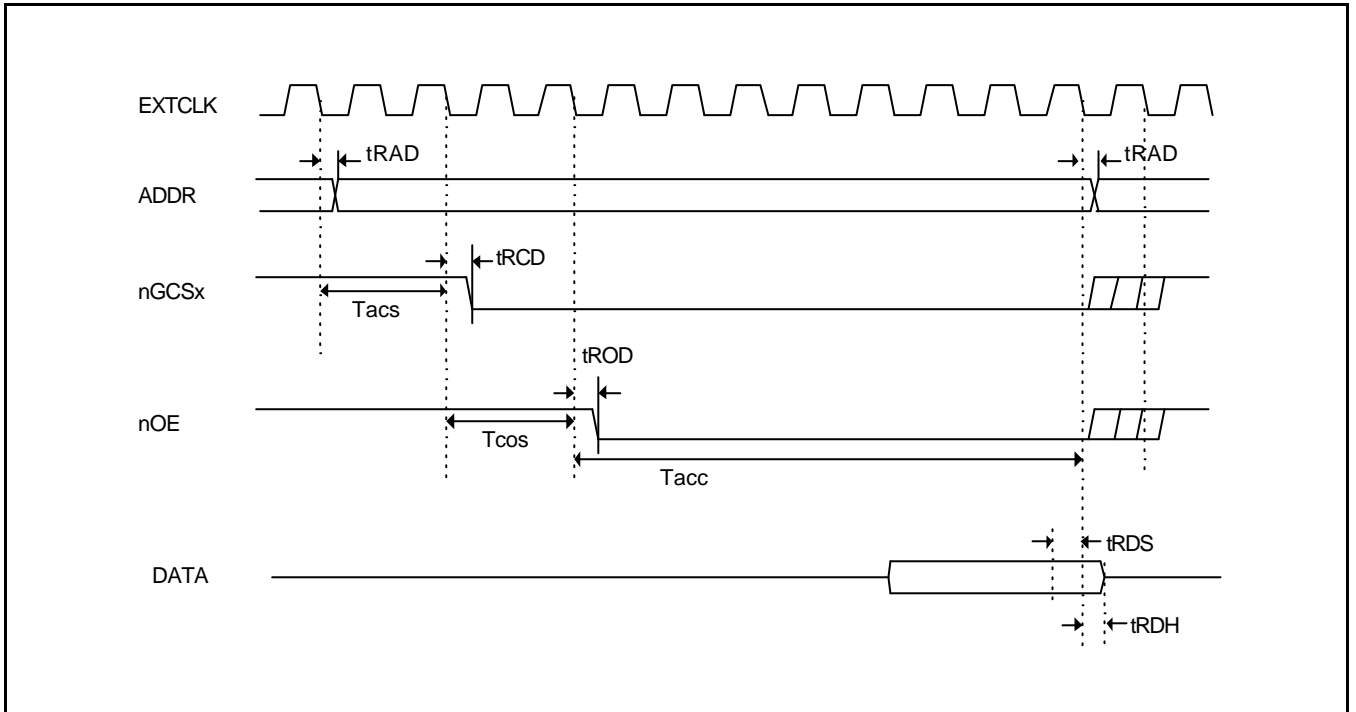 EXTCLK
tRAD
tRAD
ADDR
tRCD
nGCSx
Tacs
tROD
nOE
Tcos
Tacc
tRDS
DATA
tRDH